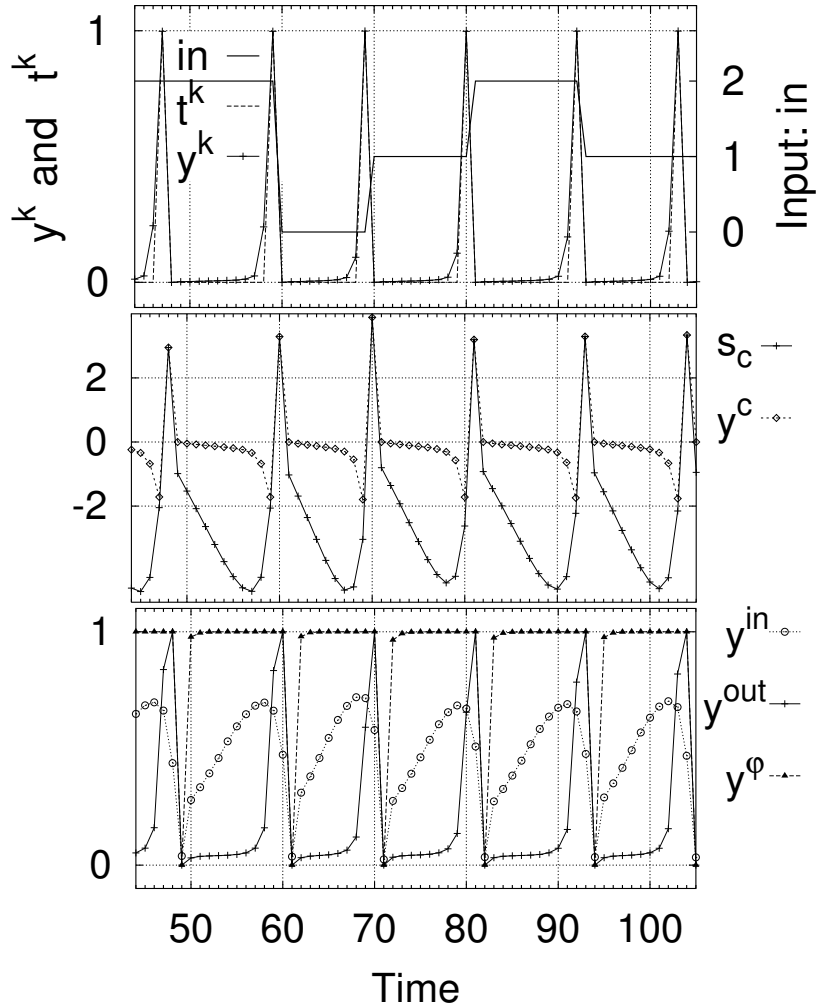 y^k and t^k
1
0
in
t^k
y^k
2
1
0
Input: in
2
0
-2
s_c
y^c
1
0
y^in
y^out
y^φ
50 60 70 80 90 100
Time